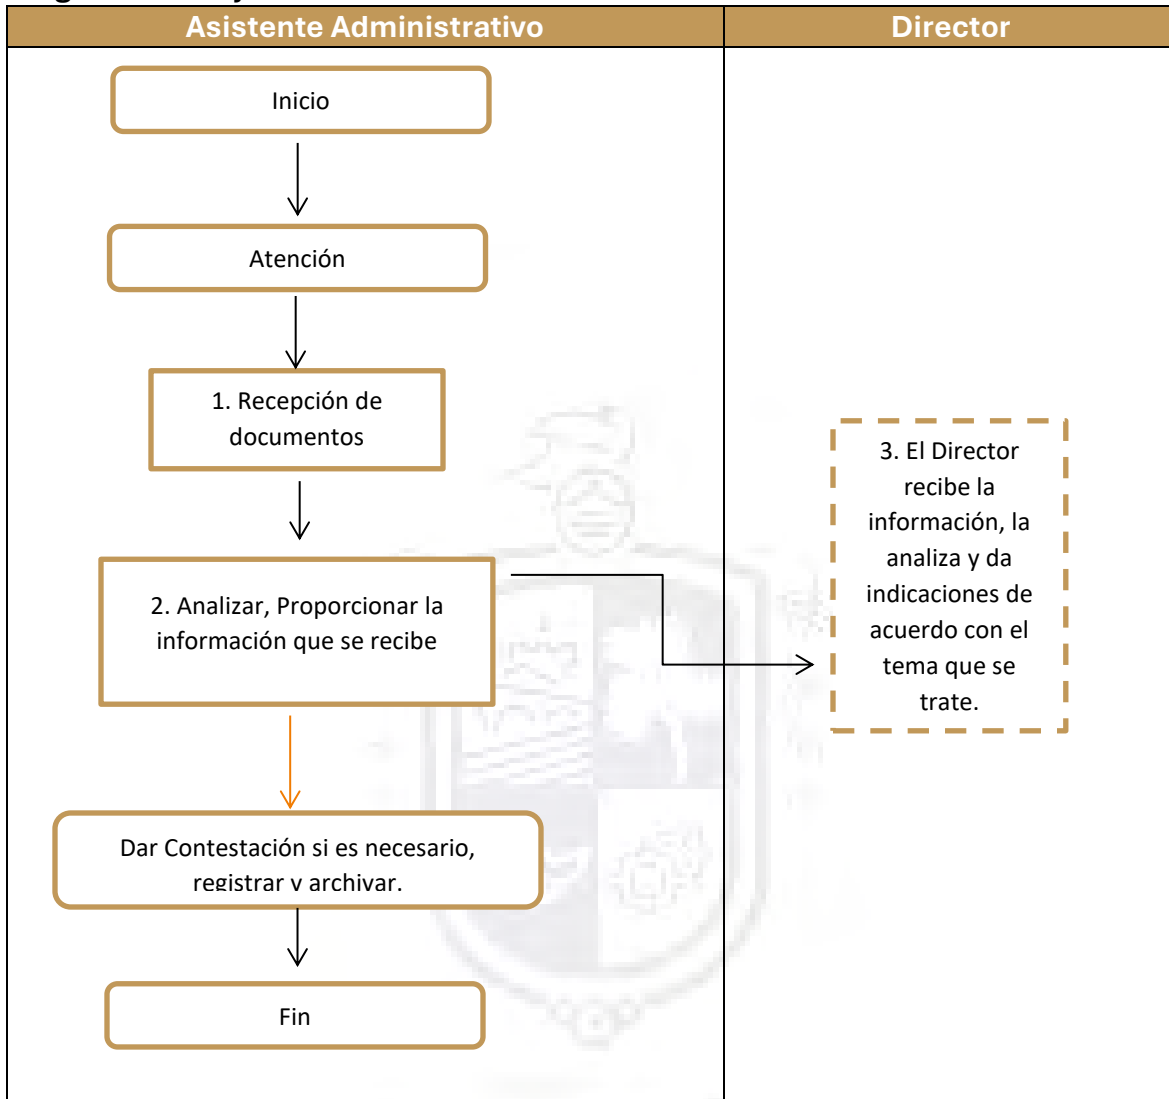 Asistente Administrativo
Director
Inicio
Atención
1. Recepción de
documentos
2. Analizar, Proporcionar la
información que se recibe
3. El Director
recibe la
información, la
analiza y da
indicaciones de
acuerdo con el
tema que se
trate.
Dar Contestación si es necesario,
registrar y archivar.
Fin